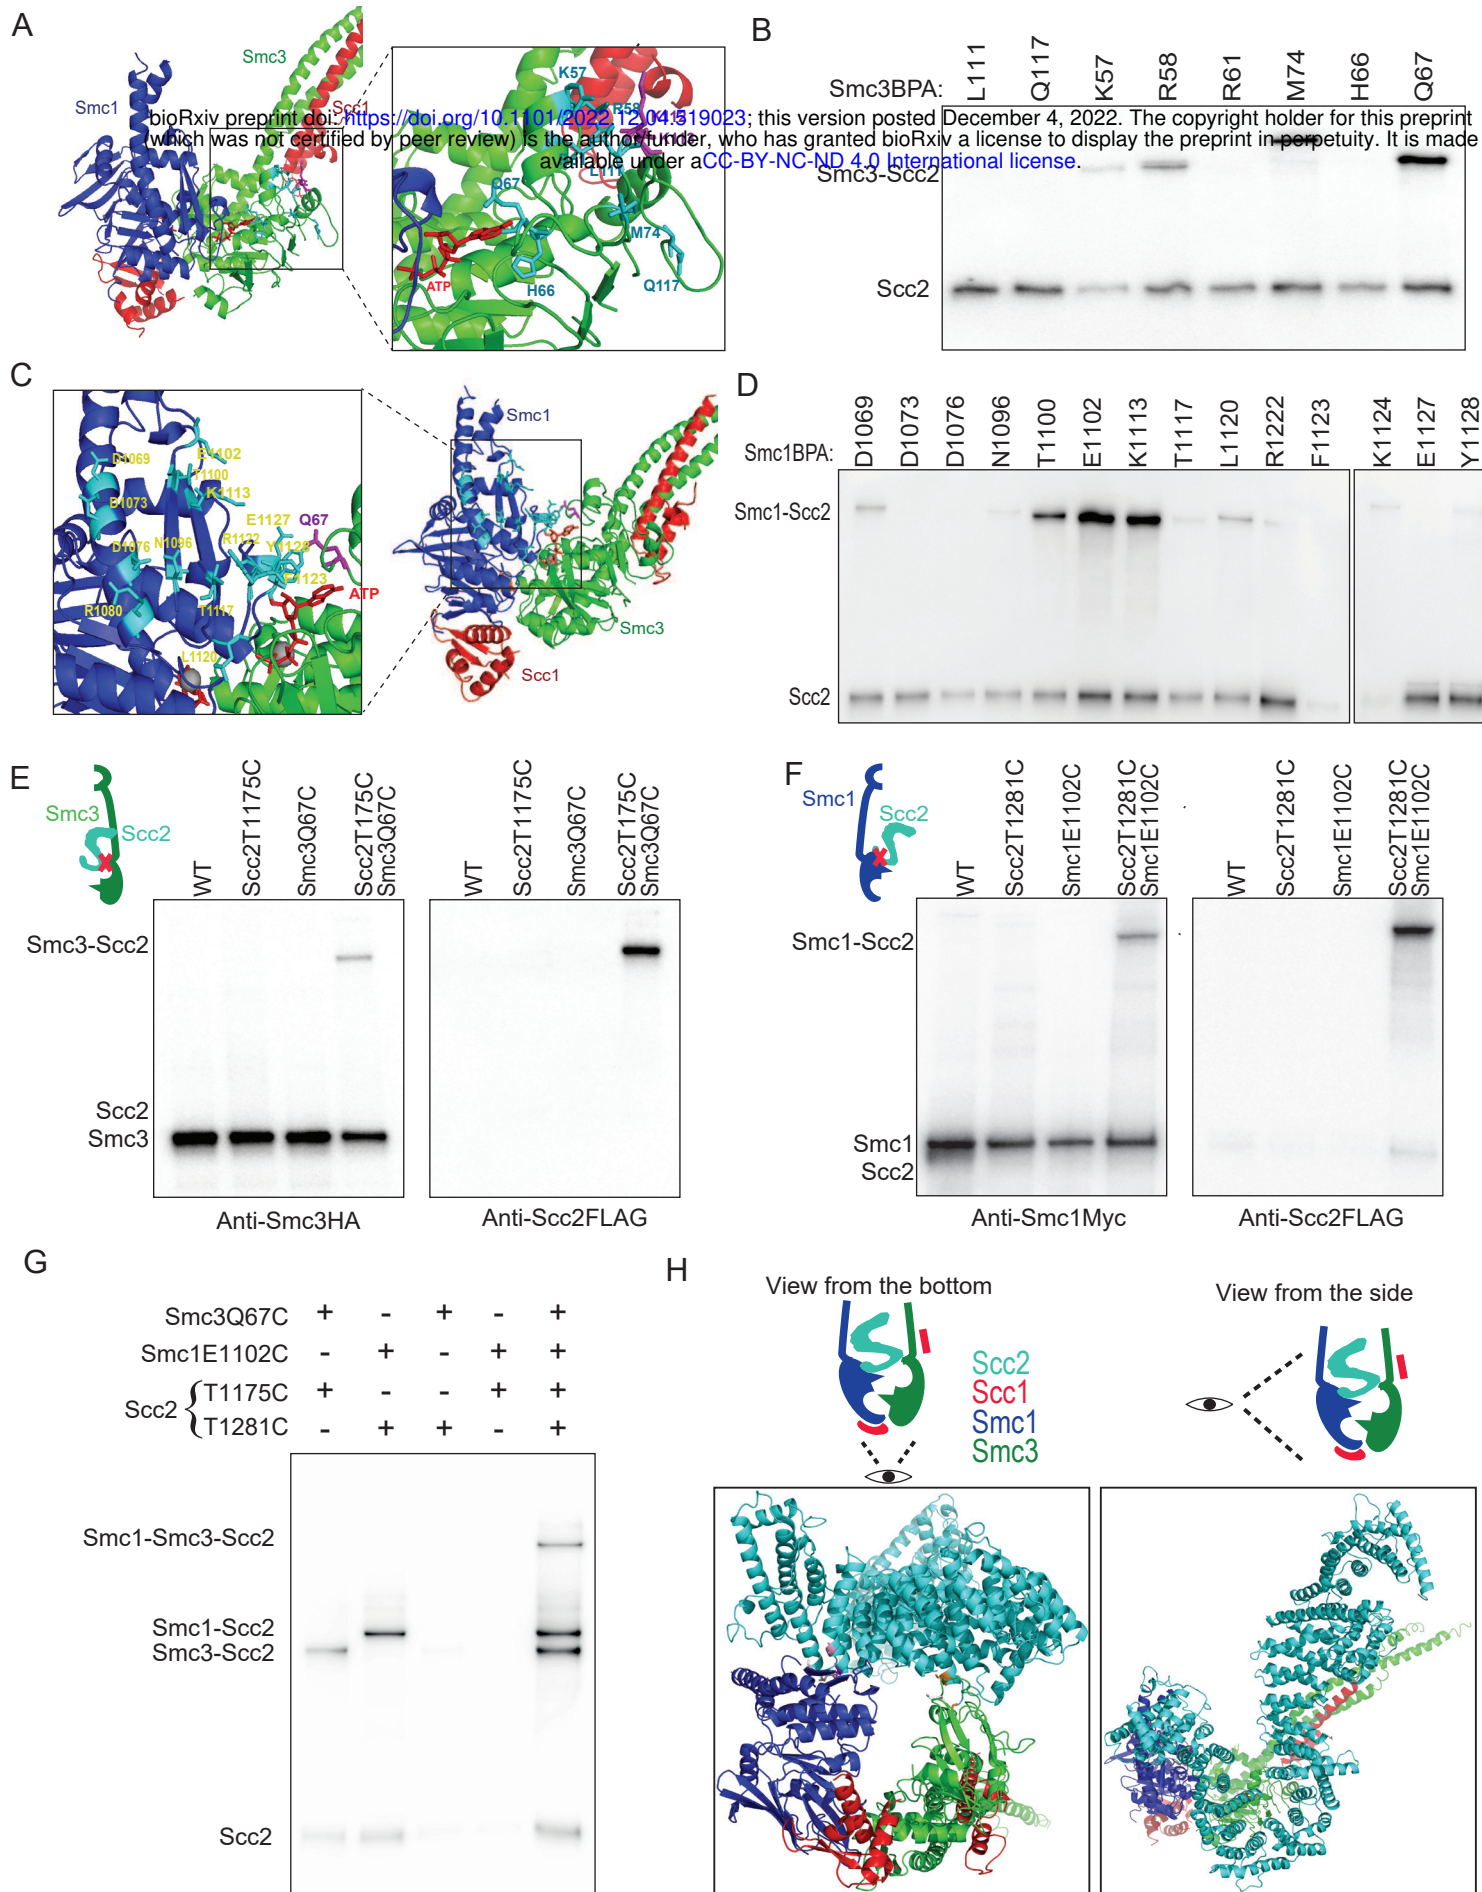 A
Smc3
Smc1
Scc1
K57
R58
L111
Q67
M74
ATP
H66
Q117
B
Smc3BPA:
L111
Q117
K57
R58
R61
M74
H66
Q67
bioRxiv preprint doi: https://doi.org/10.1101/2022.12.04.519023; this version posted December 4, 2022. The copyright holder for this preprint
(which was not certified by peer review) is the author/funder, who has granted bioRxiv a license to display the preprint in perpetuity. It is made
available under aCC-BY-NC-ND 4.0 International license.
Smc3-Scc2
Scc2
C
D1069
E1102
T1100
K1113
D1073
E1127
Q67
D1076
N1096
R1122
Y1128
F1123
ATP
R1080
T1117
L1120
Smc1
Smc3
Scc1
D
Smc1BPA:
D1069
D1073
D1076
N1096
T1100
E1102
K1113
T1117
L1120
R1222
F1123
K1124
E1127
Y1128
Smc1-Scc2
Scc2
E
Smc3
Scc2
WT
Scc2T1175C
Smc3Q67C
Scc2T175C
Smc3Q67C
WT
Scc2T1175C
Smc3Q67C
Scc2T1175C
Smc3Q67C
Smc3-Scc2
Scc2
Smc3
Anti-Smc3HA
Anti-Scc2FLAG
F
Smc1
Scc2
WT
Scc2T1281C
Smc1E1102C
Scc2T1281C
Smc1E1102C
WT
Scc2T1281C
Smc1E1102C
Scc2T1281C
Smc1E1102C
Smc1-Scc2
Smc1
Scc2
Anti-Smc1Myc
Anti-Scc2FLAG
G
Smc3Q67C + - + - +
Smc1E1102C - + - + +
Scc2 { T1175C + - - + +
T1281C - + + - +
Smc1-Smc3-Scc2
Smc1-Scc2
Smc3-Scc2
Scc2
H
View from the bottom
View from the side
Scc2
Scc1
Smc1
Smc3